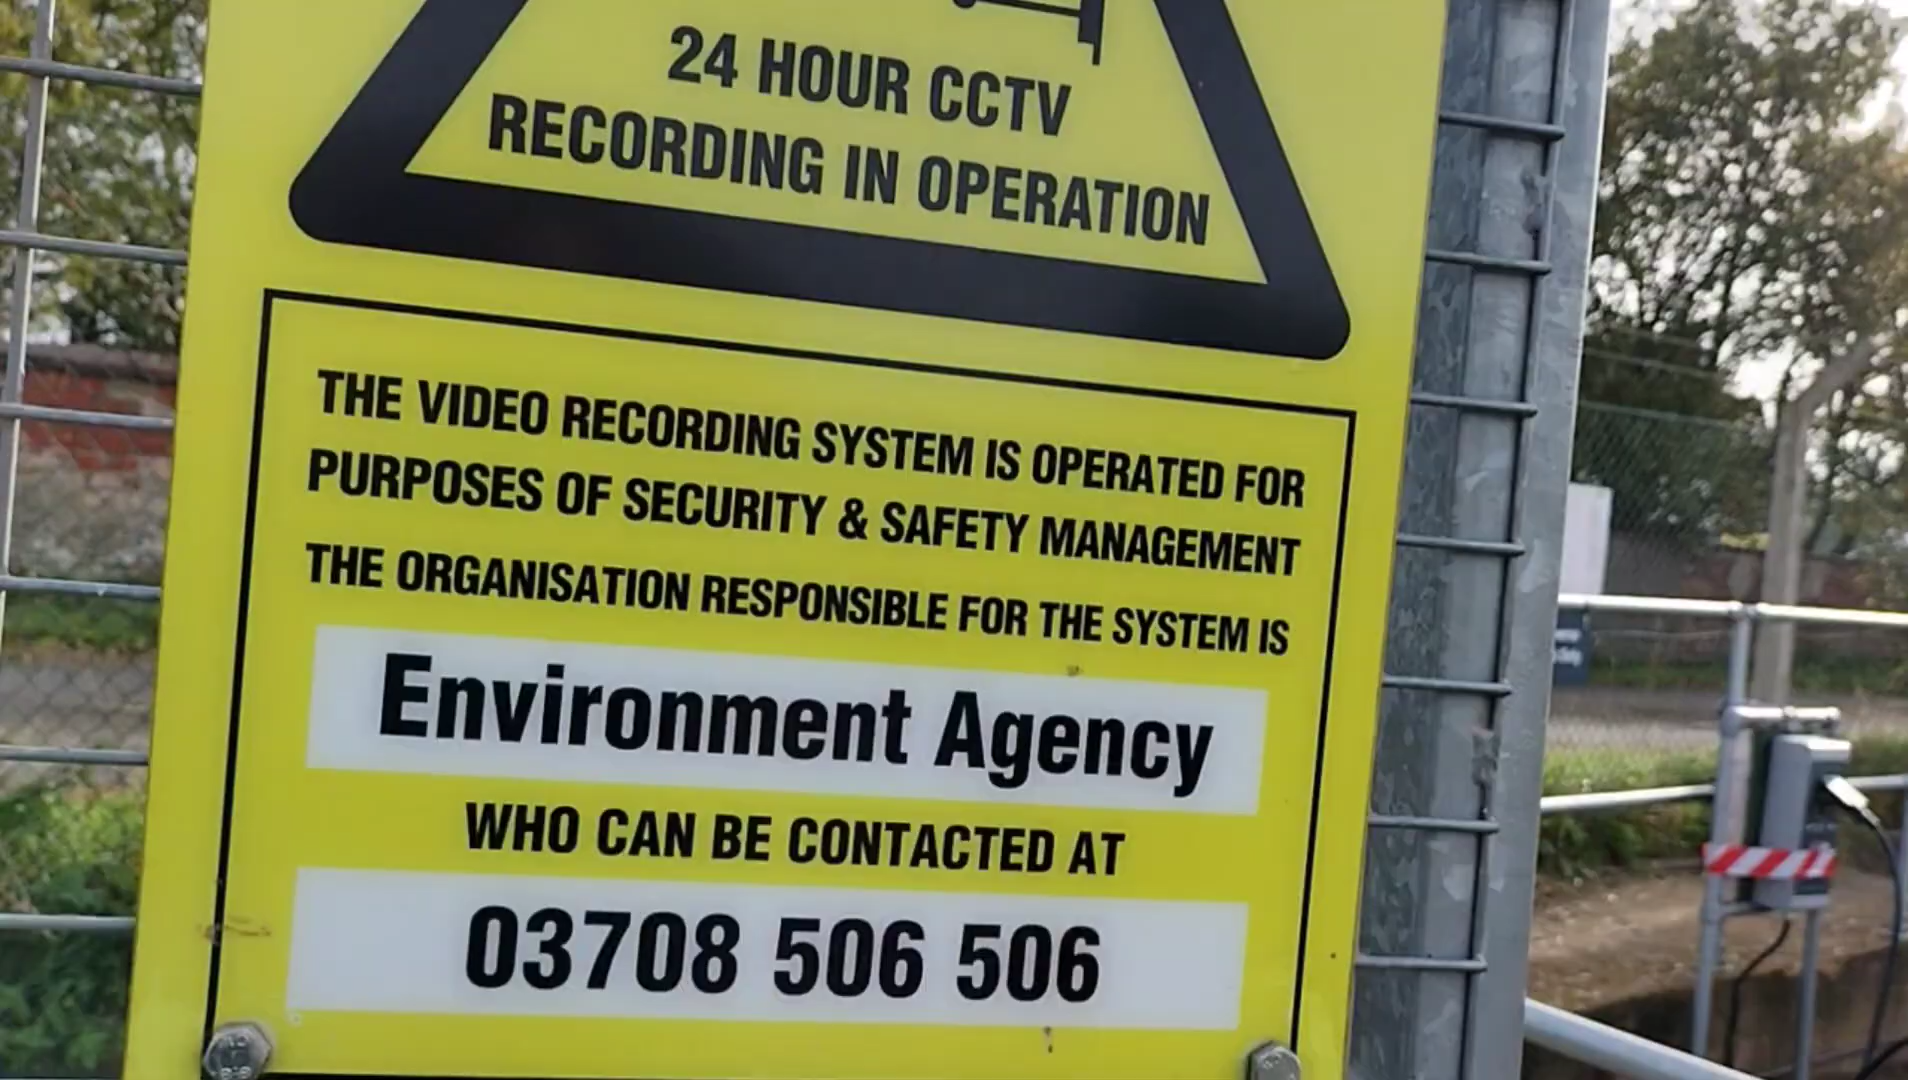 24 HOUR CCTV
RECORDING IN OPERATION
THE VIDEO RECORDING SYSTEM IS OPERATED FOR
PURPOSES OF SECURITY & SAFETY MANAGEMENT
THE ORGANISATION RESPONSIBLE FOR THE SYSTEM IS
Environment Agency
WHO CAN BE CONTACTED AT
03708 506 506